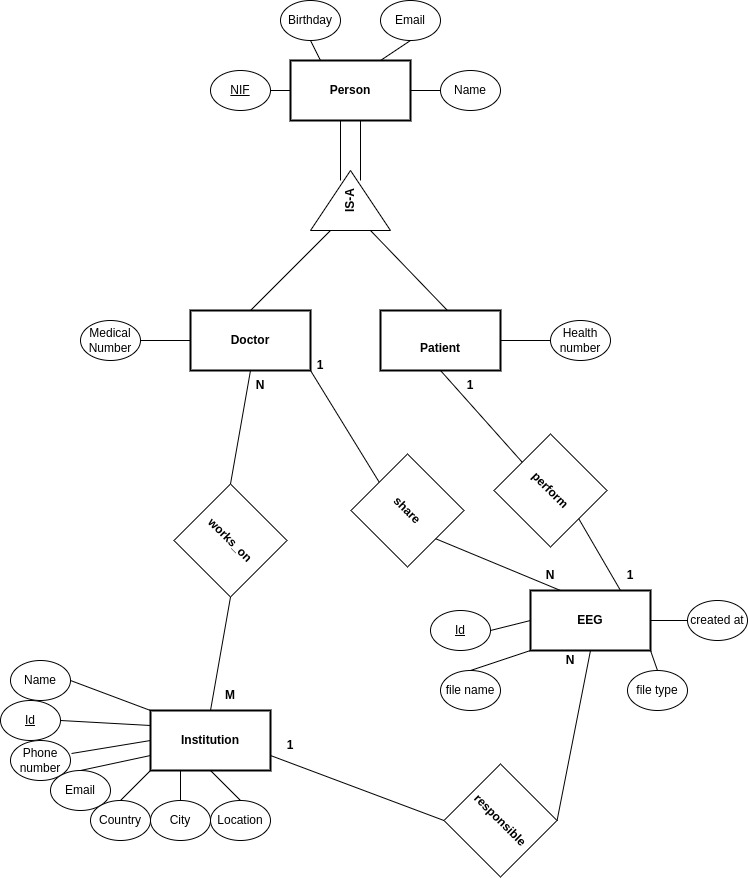 Birthday
Email
NIF
Person
Name
IS-A
Medical
Number
Doctor
Patient
Health
number
1
N
1
works_on
share
perform
N
1
Id
EEG
created at
file name
N
file type
Name
Id
Phone
number
Email
Country
City
Location
M
Institution
1
responsible